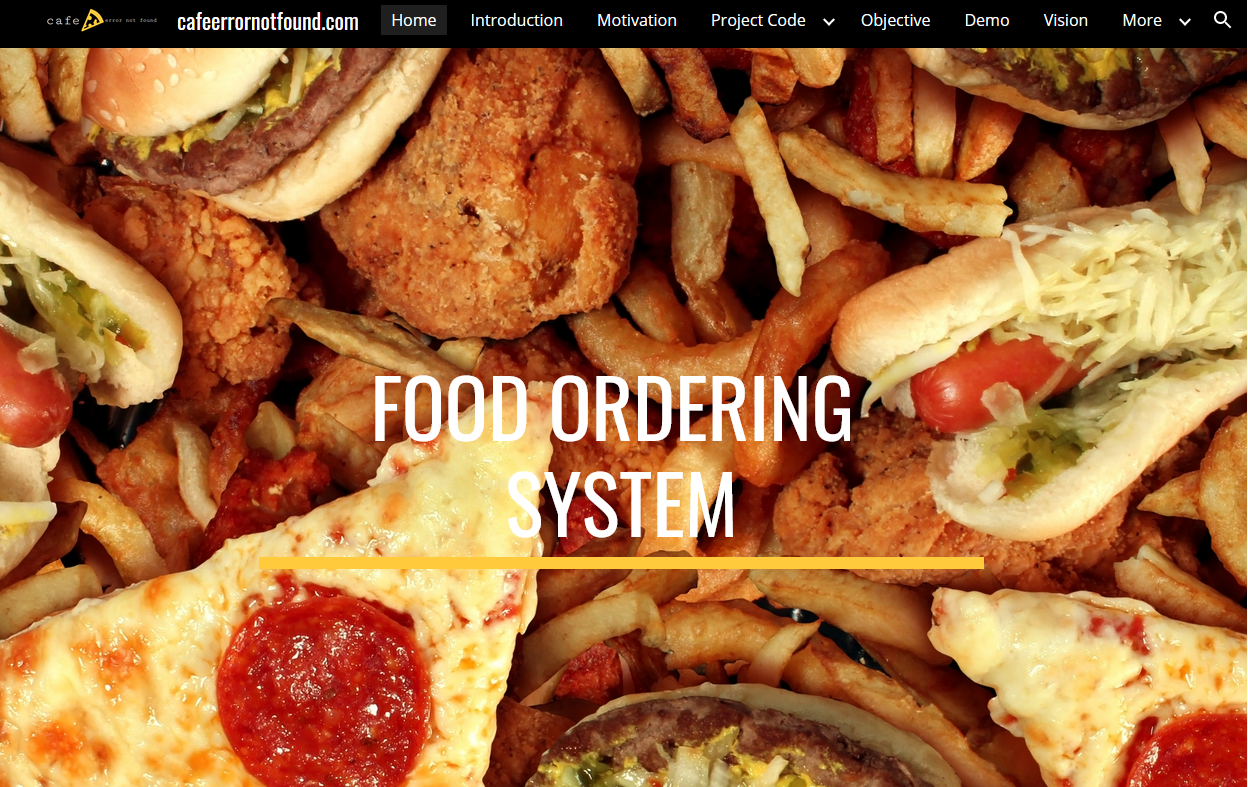 cafe error not found cafeerrornotfound.com Home Introduction Motivation Project Code Objective Demo Vision More
FOOD ORDERING
SYSTEM